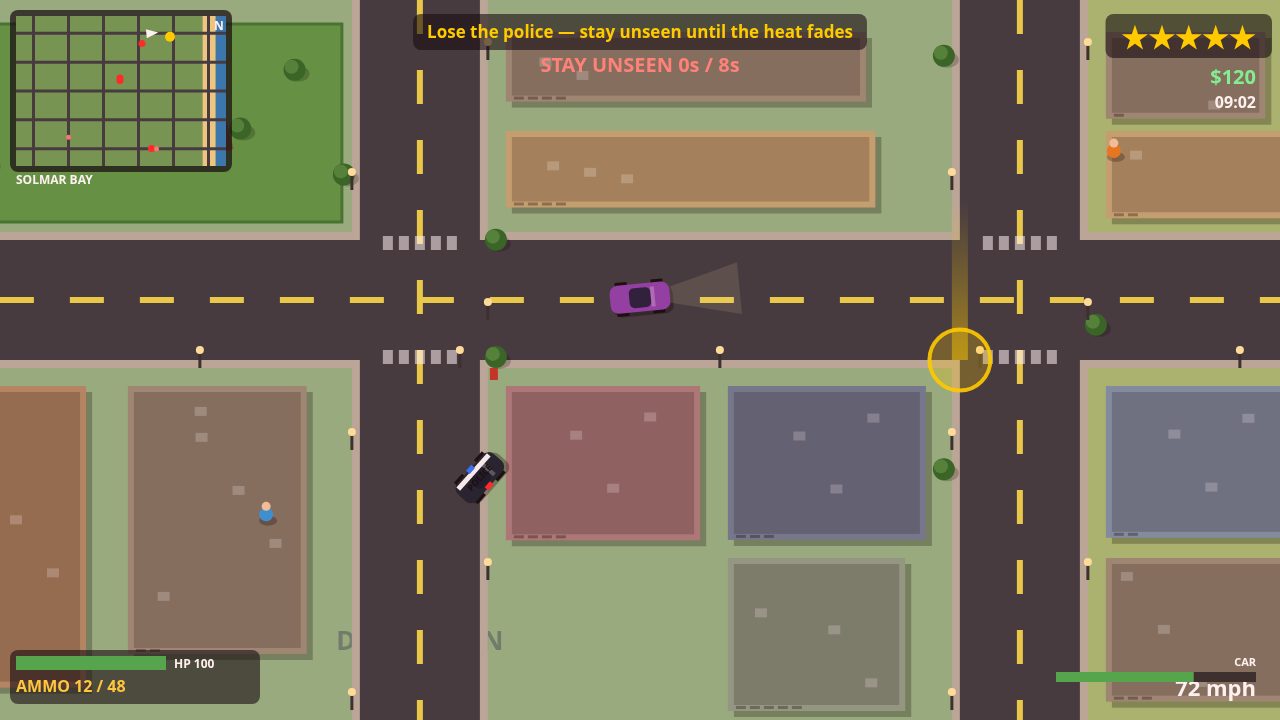 N
SOLMAR BAY
Lose the police — stay unseen until the heat fades
STAY UNSEEN 0s / 8s
$120
09:02
HP 100
AMMO 12 / 48
CAR
72 mph